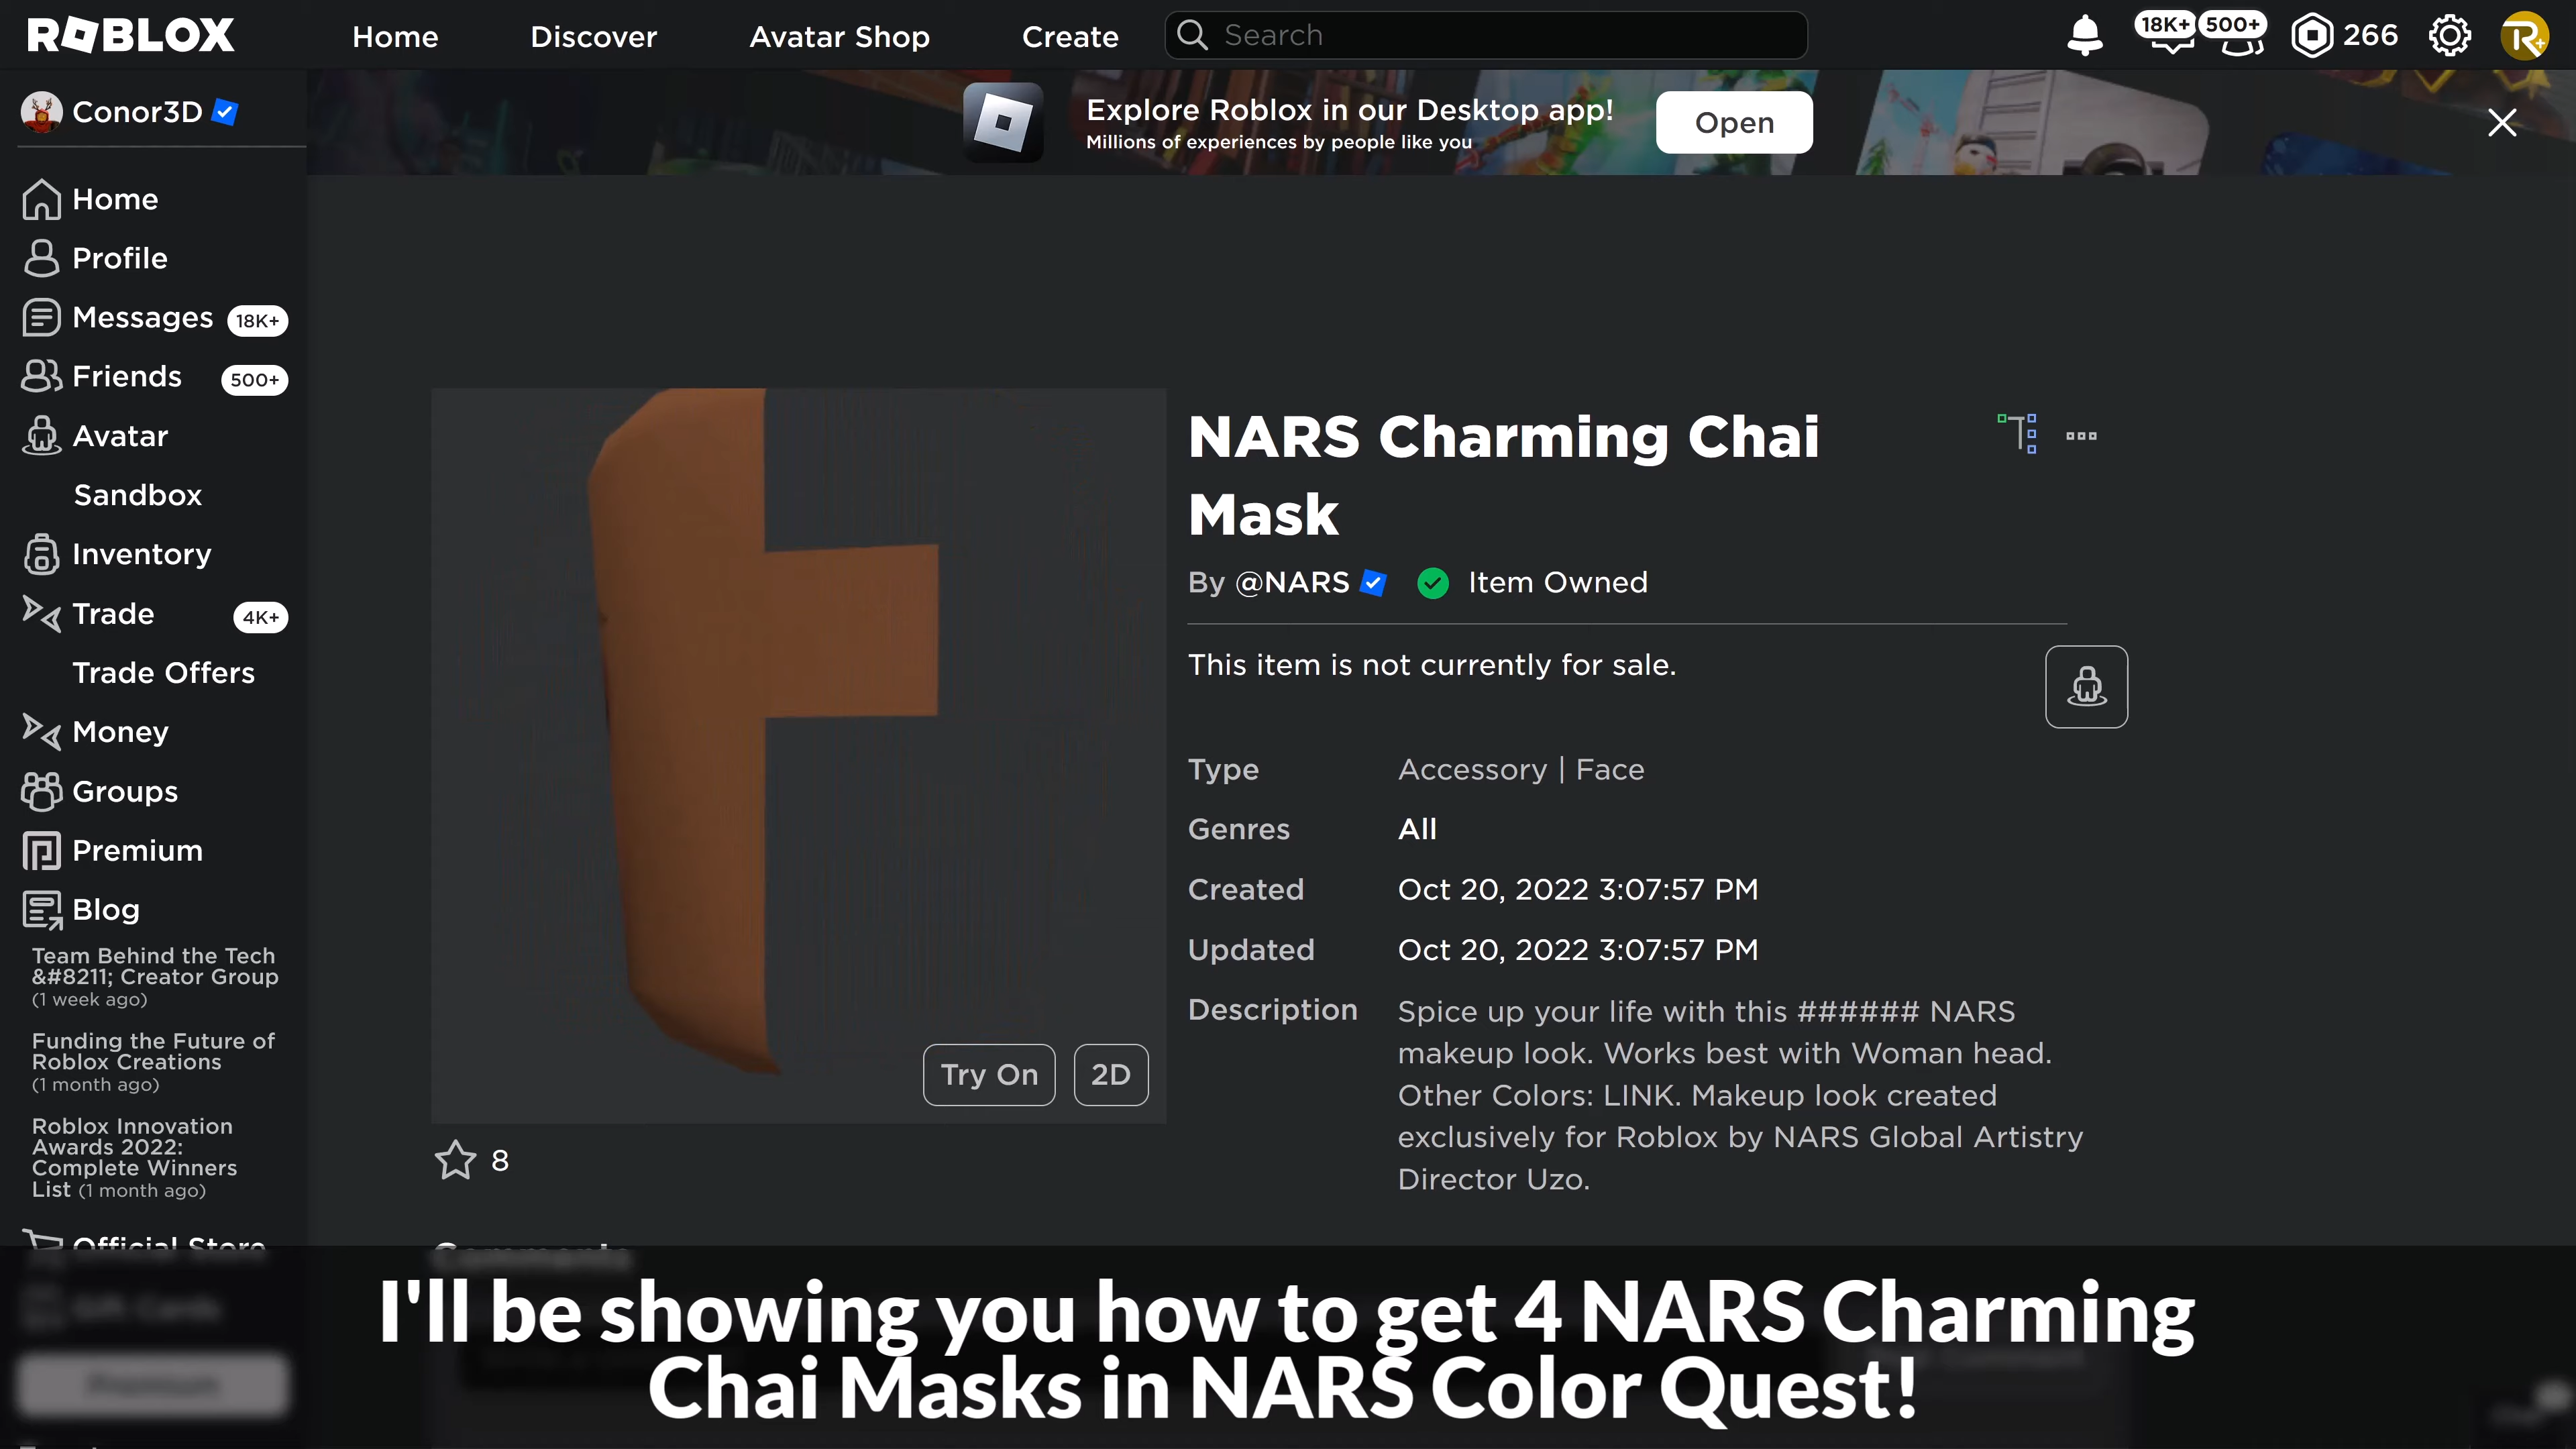 ROBLOX
Home
Discover
Avatar Shop
Create
Search
18K+
500+
266
Conor3D
Explore Roblox in our Desktop app!
Millions of experiences by people like you
Open
Home
Profile
Messages 18K+
Friends 500+
Avatar
Sandbox
Inventory
Trade 4K+
Trade Offers
Money
Groups
Premium
Blog
Team Behind the Tech
&#8211; Creator Group
(1 week ago)
Funding the Future of
Roblox Creations
(1 month ago)
Roblox Innovation
Awards 2022:
Complete Winners
List (1 month ago)
Official Store
Gift Cards
Premium
Try On
2D
8
NARS Charming Chai
Mask
By @NARS
Item Owned
This item is not currently for sale.
Type Accessory | Face
Genres All
Created Oct 20, 2022 3:07:57 PM
Updated Oct 20, 2022 3:07:57 PM
Description Spice up your life with this ###### NARS
makeup look. Works best with Woman head.
Other Colors: LINK. Makeup look created
exclusively for Roblox by NARS Global Artistry
Director Uzo.
Comments
I'll be showing you how to get 4 NARS Charming
Chai Masks in NARS Color Quest!